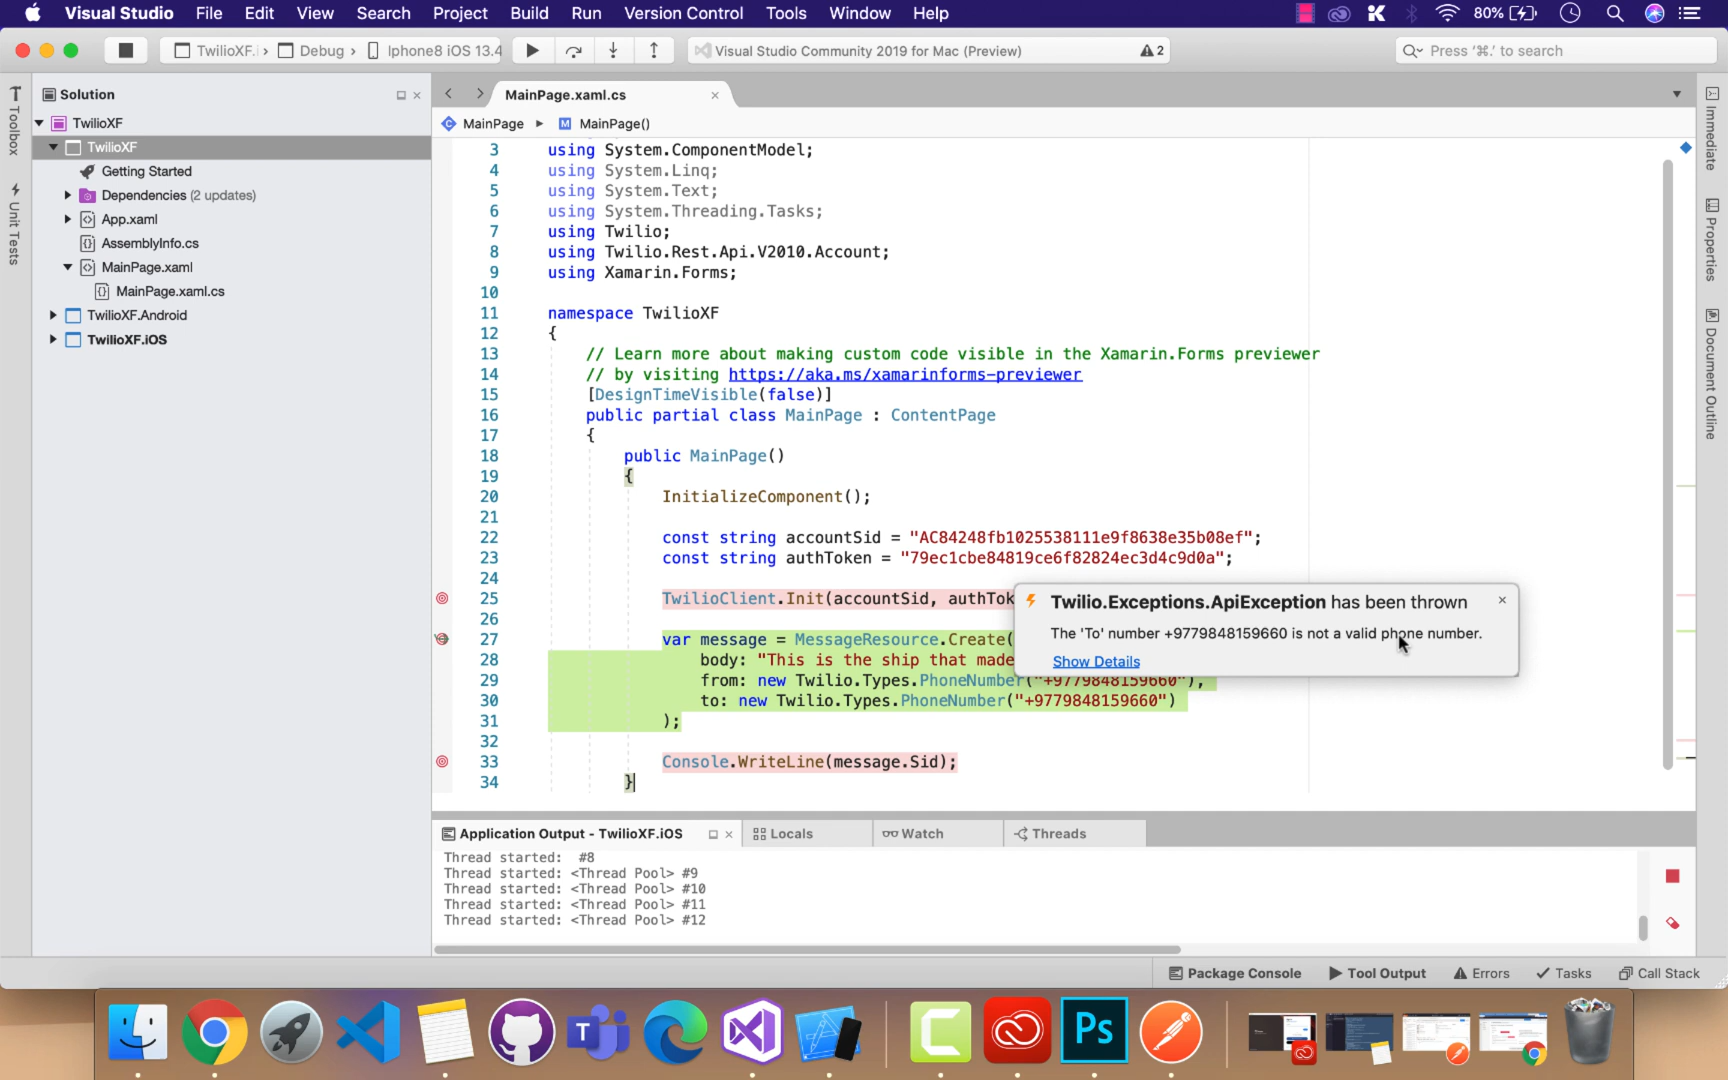 Visual Studio File Edit View Search Project Build Run Version Control Tools Window Help 80%
TwilioXF. › Debug › Iphone8 iOS 13.4 Visual Studio Community 2019 for Mac (Preview) 2 Press '⌘.' to search
Toolbox
Unit Tests
Solution
TwilioXF
TwilioXF
Getting Started
Dependencies (2 updates)
App.xaml
AssemblyInfo.cs
MainPage.xaml
MainPage.xaml.cs
TwilioXF.Android
TwilioXF.iOS
MainPage.xaml.cs
MainPage ▸ M MainPage()
3 using System.ComponentModel;
4 using System.Linq;
5 using System.Text;
6 using System.Threading.Tasks;
7 using Twilio;
8 using Twilio.Rest.Api.V2010.Account;
9 using Xamarin.Forms;
10
11 namespace TwilioXF
12 {
13 // Learn more about making custom code visible in the Xamarin.Forms previewer
14 // by visiting https://aka.ms/xamarinforms-previewer
15 [DesignTimeVisible(false)]
16 public partial class MainPage : ContentPage
17 {
18 public MainPage()
19 {
20 InitializeComponent();
21
22 const string accountSid = "AC84248fb1025538111e9f8638e35b08ef";
23 const string authToken = "79ec1cbe84819ce6f82824ec3d4c9d0a";
24
25 TwilioClient.Init(accountSid, authTok
26
27 var message = MessageResource.Create(
28 body: "This is the ship that made
29 from: new Twilio.Types.PhoneNumber("+9779848159660"),
30 to: new Twilio.Types.PhoneNumber("+9779848159660")
31 );
32
33 Console.WriteLine(message.Sid);
34 }
Twilio.Exceptions.ApiException has been thrown
The 'To' number +9779848159660 is not a valid phone number.
Show Details
Immediate
Properties
Document Outline
Application Output - TwilioXF.iOS Locals Watch Threads
Thread started: #8
Thread started: <Thread Pool> #9
Thread started: <Thread Pool> #10
Thread started: <Thread Pool> #11
Thread started: <Thread Pool> #12
Package Console Tool Output Errors Tasks Call Stack
Ps